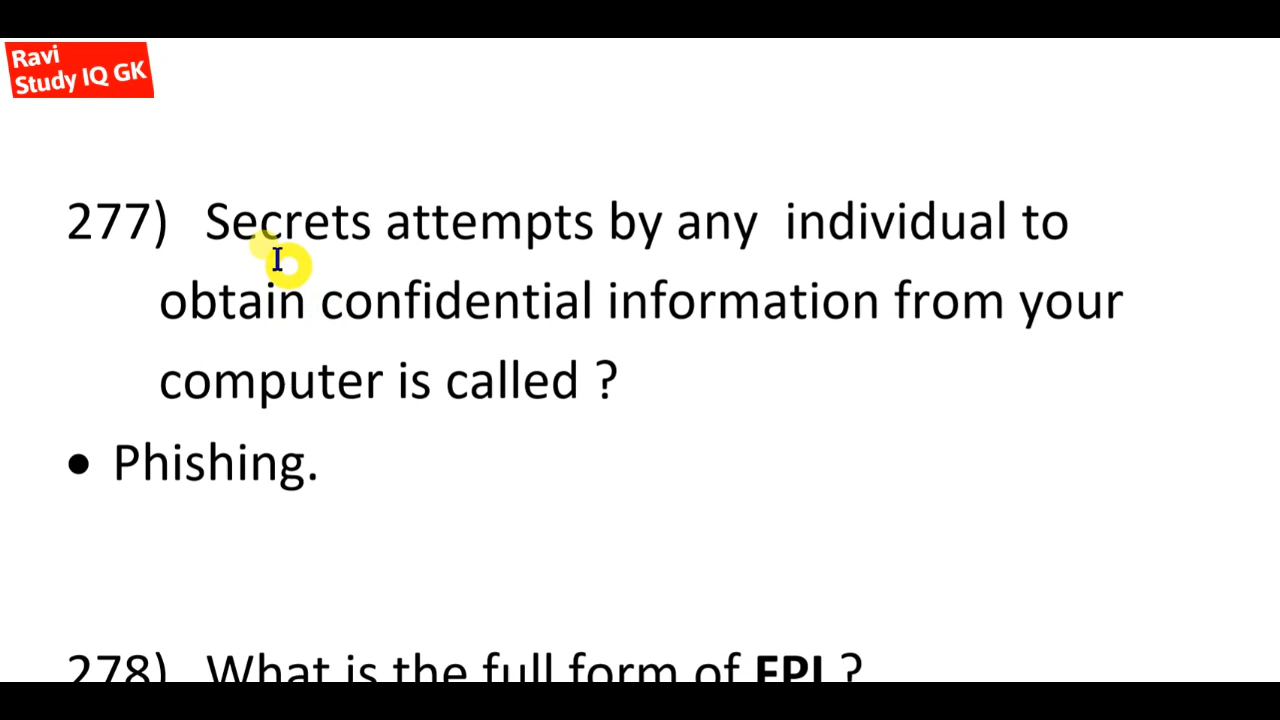 Ravi
Study IQ GK
277) Secrets attempts by any individual to
obtain confidential information from your
computer is called ?
• Phishing.
278) What is the full form of FPI ?